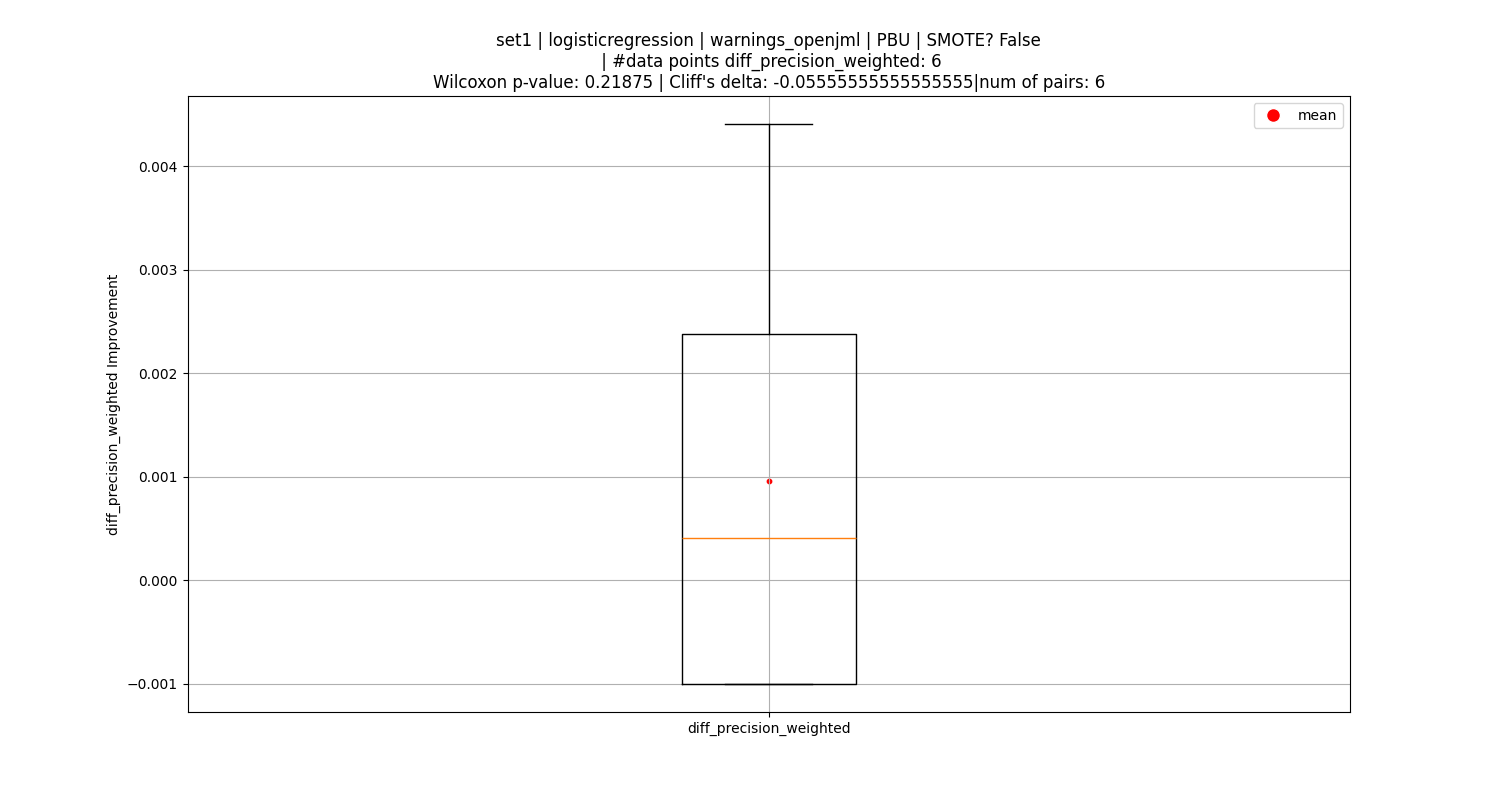 set1 | logisticregression | warnings_openjml | PBU | SMOTE? False
| #data points diff_precision_weighted: 6
Wilcoxon p-value: 0.21875 | Cliff's delta: -0.05555555555555555|num of pairs: 6
mean
0.004
0.003
0.002
0.001
0.000
−0.001
diff_precision_weighted Improvement
diff_precision_weighted